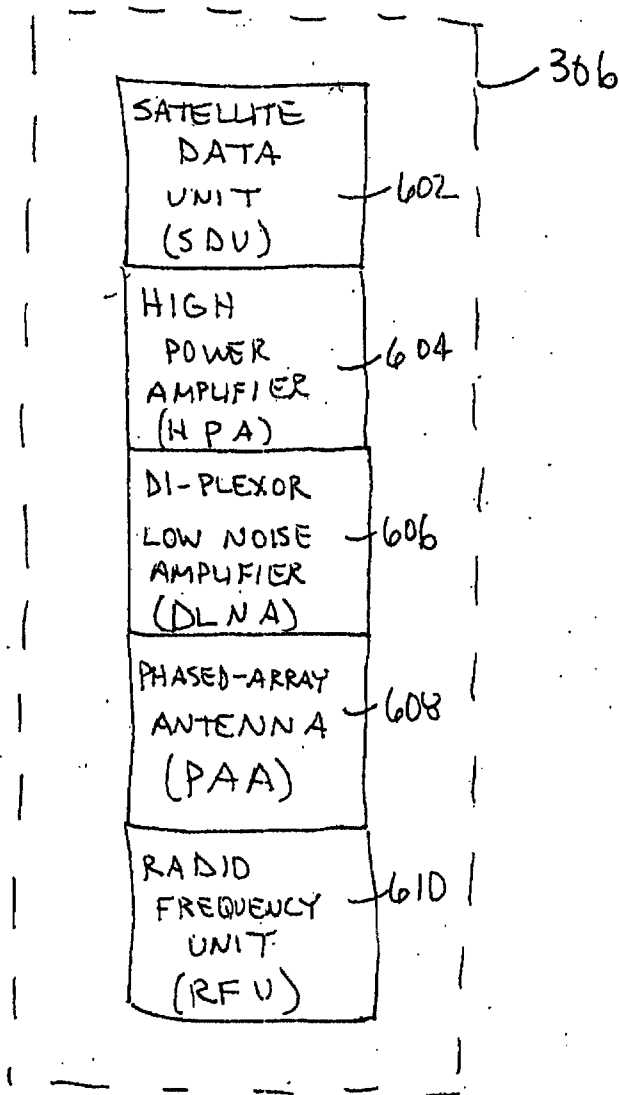 306
SATELLITE
DATA
UNIT
(SDU)
602
HIGH
POWER
AMPLIFIER
(HPA)
604
DI-PLEXOR
LOW NOISE
AMPLIFIER
(DLNA)
606
PHASED-ARRAY
ANTENNA
(PAA)
608
RADIO
FREQUENCY
UNIT
(RFU)
610